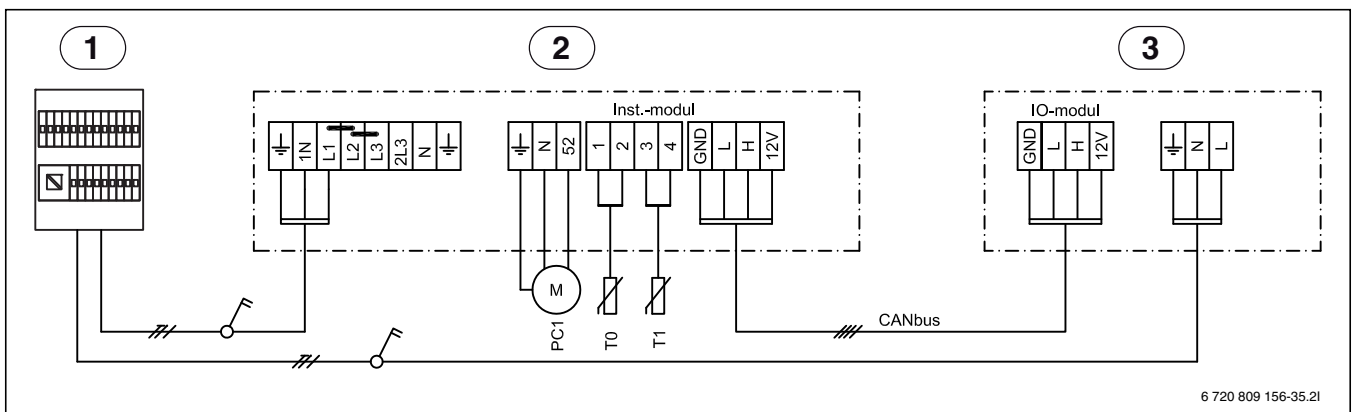 1
2
3
Inst.-modul
IO-modul
1N
L1
L2
L3
2L3
N
N
52
1
2
3
4
GND
L
H
12V
GND
L
H
12V
N
L
M
PC1
T0
T1
CANbus
6 720 809 156-35.2I